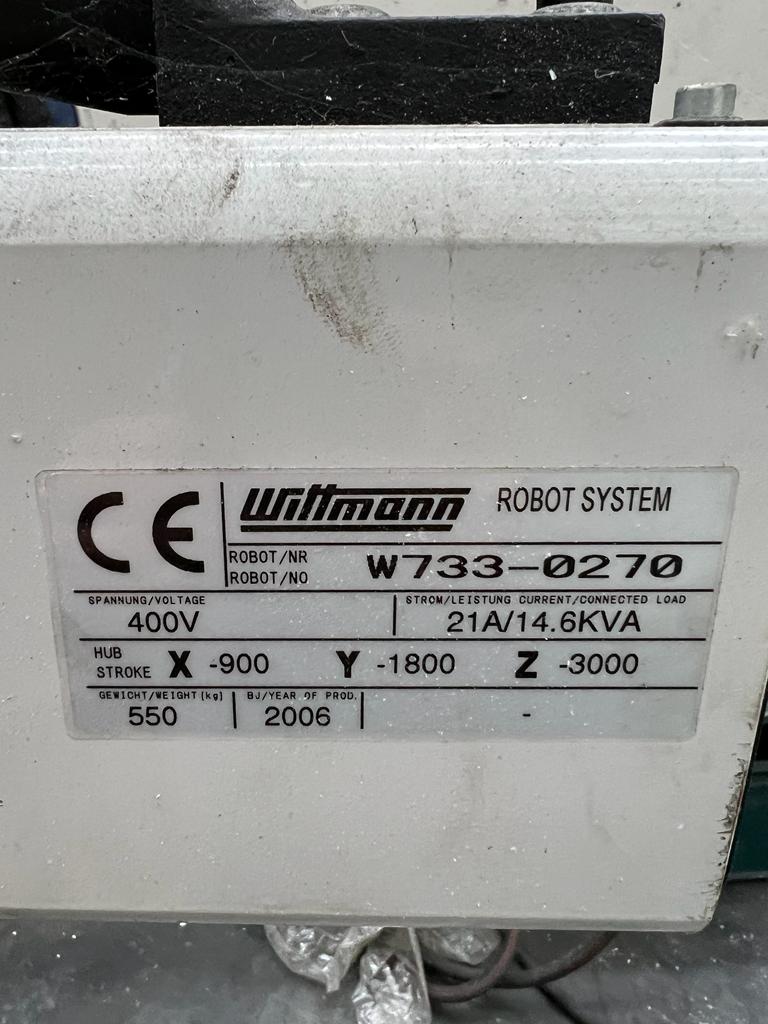 CE
Wittmann ROBOT SYSTEM
ROBOT/NR
ROBOT/NO W733-0270
SPANNUNG/VOLTAGE STROM/LEISTUNG CURRENT/CONNECTED LOAD
400V 21A/14.6KVA
HUB
STROKE X -900 Y -1800 Z -3000
GEWICHT/WEIGHT (kg) BJ/YEAR OF PROD.
550 2006 -